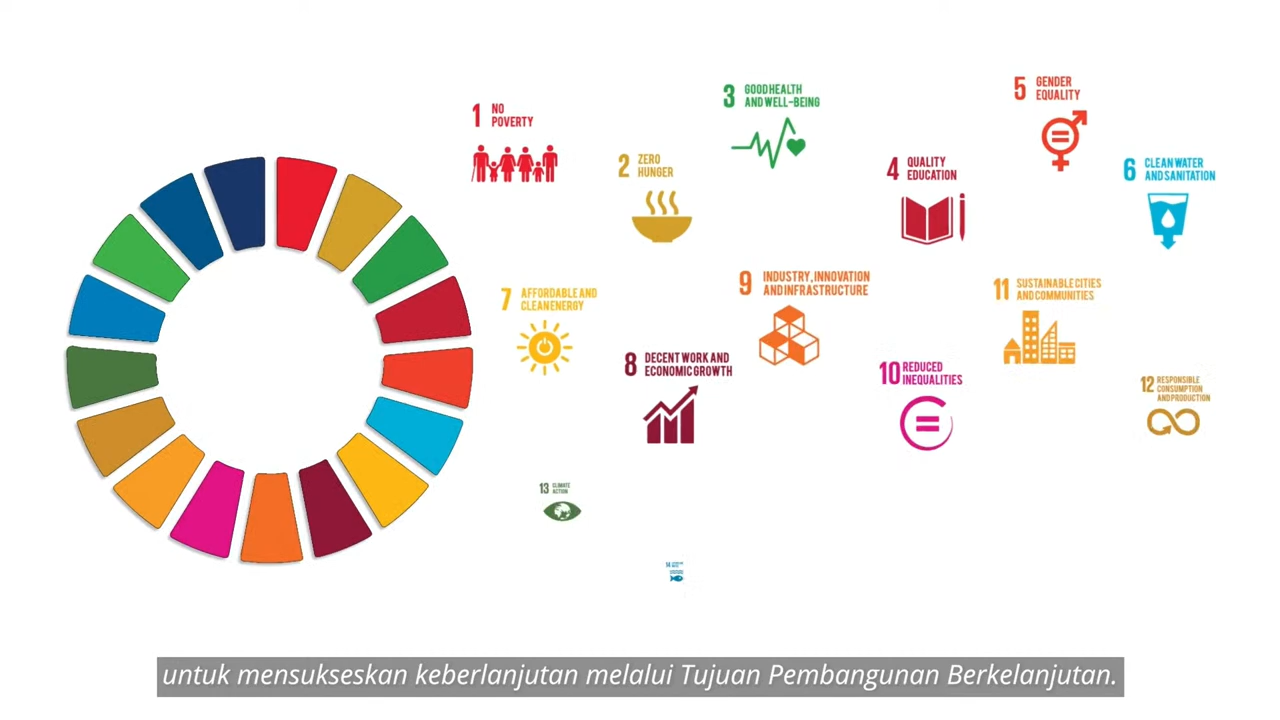 1 NO
POVERTY
2 ZERO
HUNGER
3 GOOD HEALTH
AND WELL-BEING
4 QUALITY
EDUCATION
5 GENDER
EQUALITY
6 CLEAN WATER
AND SANITATION
7 AFFORDABLE AND
CLEAN ENERGY
8 DECENT WORK AND
ECONOMIC GROWTH
9 INDUSTRY, INNOVATION
AND INFRASTRUCTURE
10 REDUCED
INEQUALITIES
11 SUSTAINABLE CITIES
AND COMMUNITIES
12 RESPONSIBLE
CONSUMPTION
AND PRODUCTION
13 CLIMATE
ACTION
14
untuk mensukseskan keberlanjutan melalui Tujuan Pembangunan Berkelanjutan.